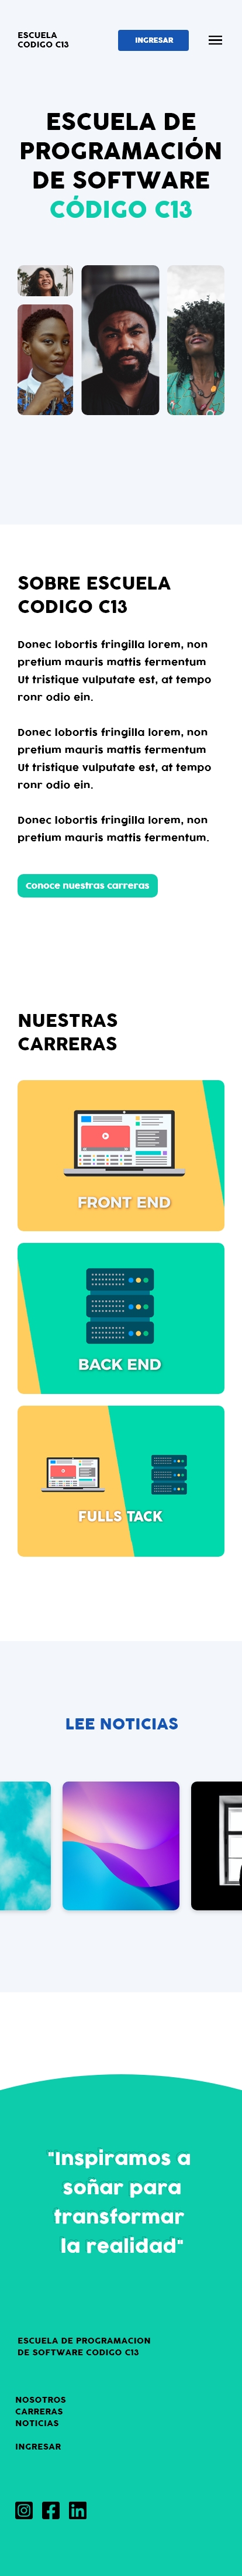 ESCUELA
CODIGO C13
INGRESAR
ESCUELA DE
PROGRAMACIÓN
DE SOFTWARE
CÓDIGO C13
SOBRE ESCUELA
CODIGO C13
Donec lobortis fringilla lorem, non
pretium mauris mattis fermentum
Ut tristique vulputate est, at tempo
ronr odio ein.
Donec lobortis fringilla lorem, non
pretium mauris mattis fermentum
Ut tristique vulputate est, at tempo
ronr odio ein.
Donec lobortis fringilla lorem, non
pretium mauris mattis fermentum.
Conoce nuestras carreras
NUESTRAS
CARRERAS
FRONT END
BACK END
FULLS TACK
LEE NOTICIAS
"Inspiramos a
soñar para
transformar
la realidad"
ESCUELA DE PROGRAMACION
DE SOFTWARE CODIGO C13
NOSOTROS
CARRERAS
NOTICIAS
INGRESAR